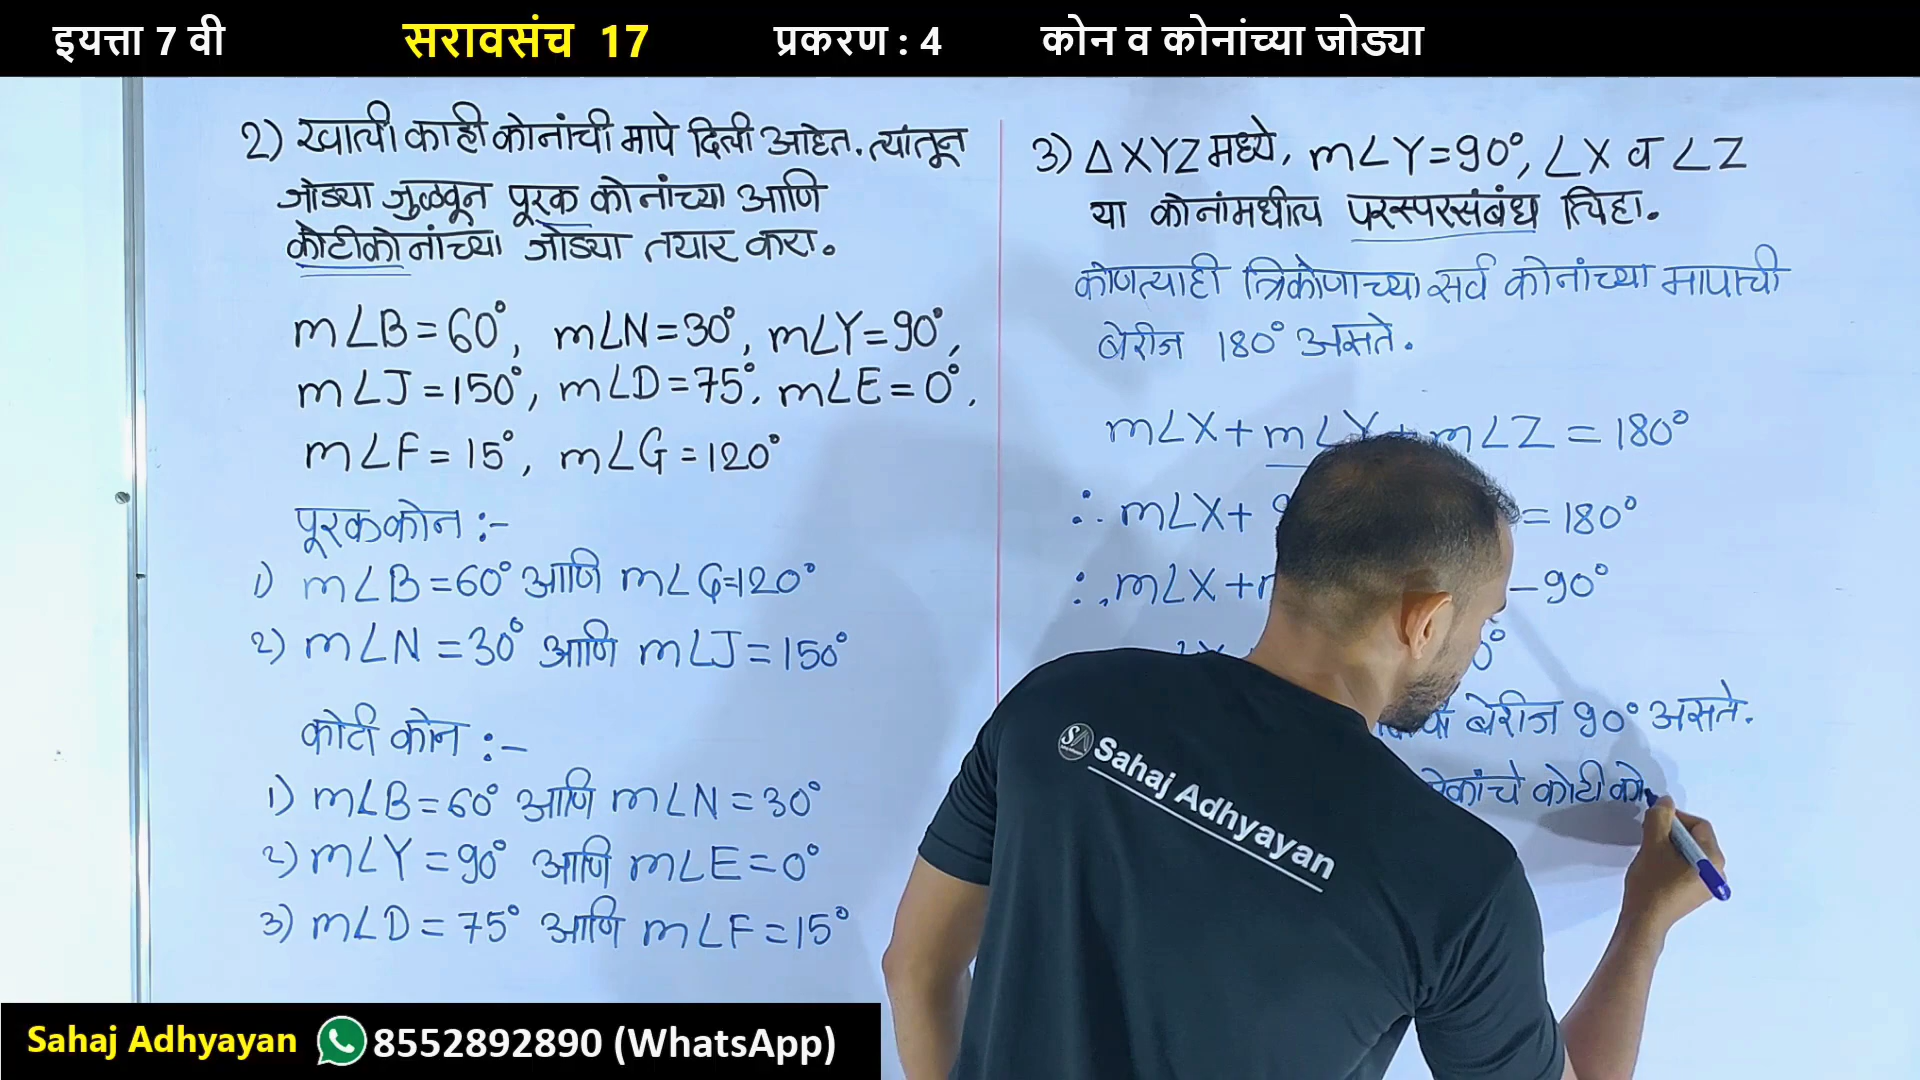 इयत्ता 7 वी सरावसंच 17 प्रकरण : 4 कोन व कोनांच्या जोड्या
2) खाली काही कोनांची मापे दिली आहेत. त्यांतून
जोड्या जुळवून पूरक कोनांच्या आणि
कोटीकोनांच्या जोड्या तयार करा.
m∠B=60°, m∠N=30°, m∠Y=90°,
m∠J=150°, m∠D=75°. m∠E=0°.
m∠F=15°, m∠G=120°
पूरककोन :-
1) m∠B=60° आणि m∠G=120°
2) m∠N=30° आणि m∠J=150°
कोटी कोन :-
1) m∠B=60° आणि m∠N=30°
2) m∠Y=90° आणि m∠E=0°
3) m∠D=75° आणि m∠F=15°
3) ΔXYZ मध्ये, m∠Y=90°, ∠X व ∠Z
या कोनांमधील परस्परसंबंध लिहा.
कोणत्याही त्रिकोणाच्या सर्व कोनांच्या मापाची
बेरीज 180° असते.
m∠X+m∠Y+m∠Z=180°
∴ m∠X+ =180°
∴ m∠X+ -90°
बेरीज 90° असते.
कोटी को
Sahaj Adhyayan
Sahaj Adhyayan 8552892890 (WhatsApp)